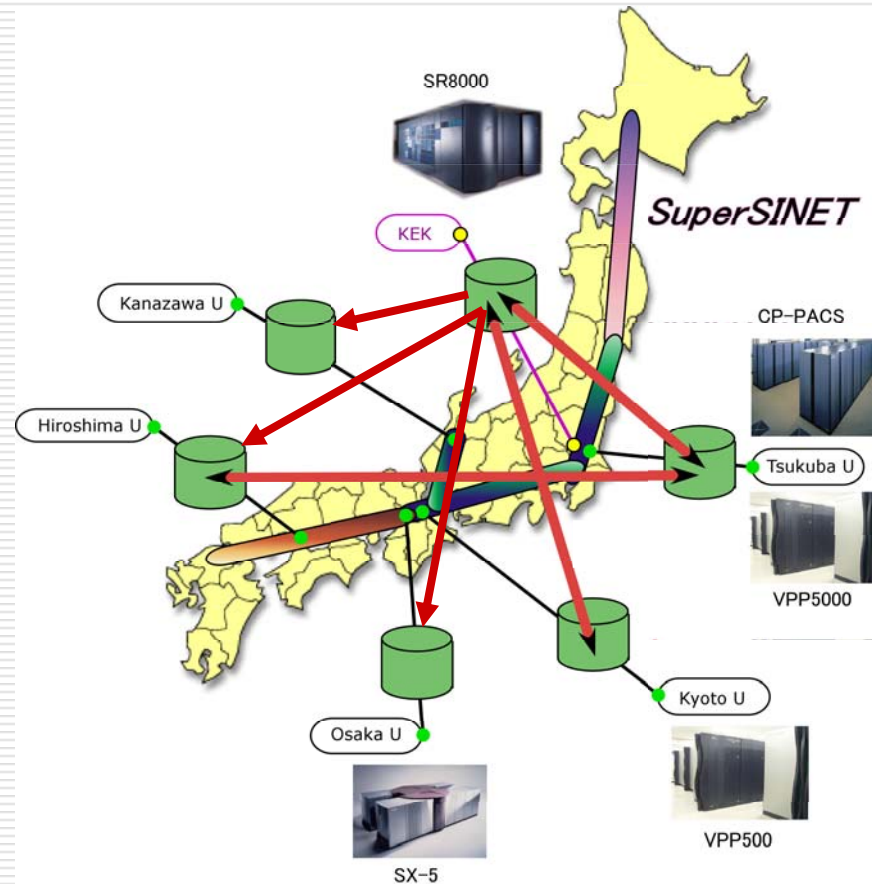 SR8000
SuperSINET
KEK
Kanazawa U
CP-PACS
Hiroshima U
Tsukuba U
VPP5000
Kyoto U
Osaka U
VPP500
SX-5